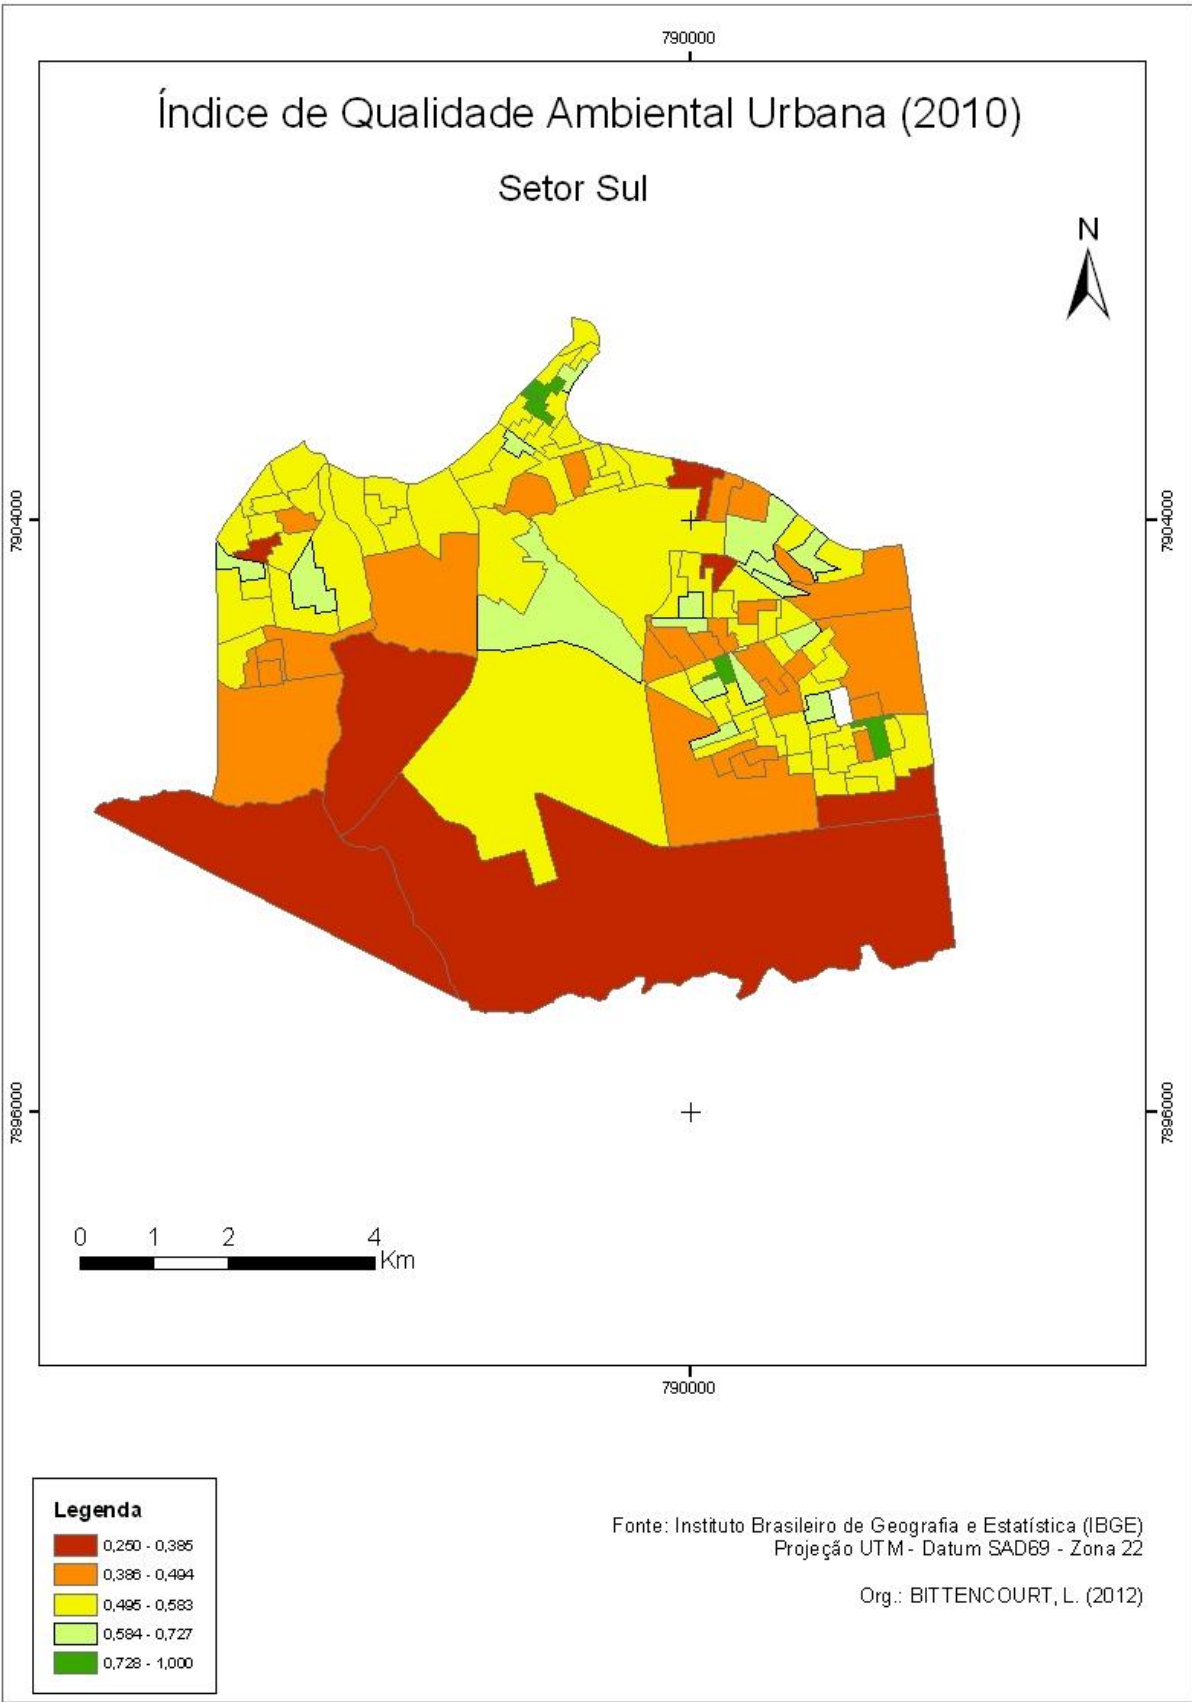 790000
Índice de Qualidade Ambiental Urbana (2010)
Setor Sul
N
7904000
7904000
7896000
7896000
0 1 2 4
Km
790000
Legenda
0,250 - 0,385
0,386 - 0,494
0,495 - 0,583
0,584 - 0,727
0,728 - 1,000
Fonte: Instituto Brasileiro de Geografia e Estatística (IBGE)
Projeção UTM - Datum SAD69 - Zona 22
Org.: BITTENCOURT, L. (2012)